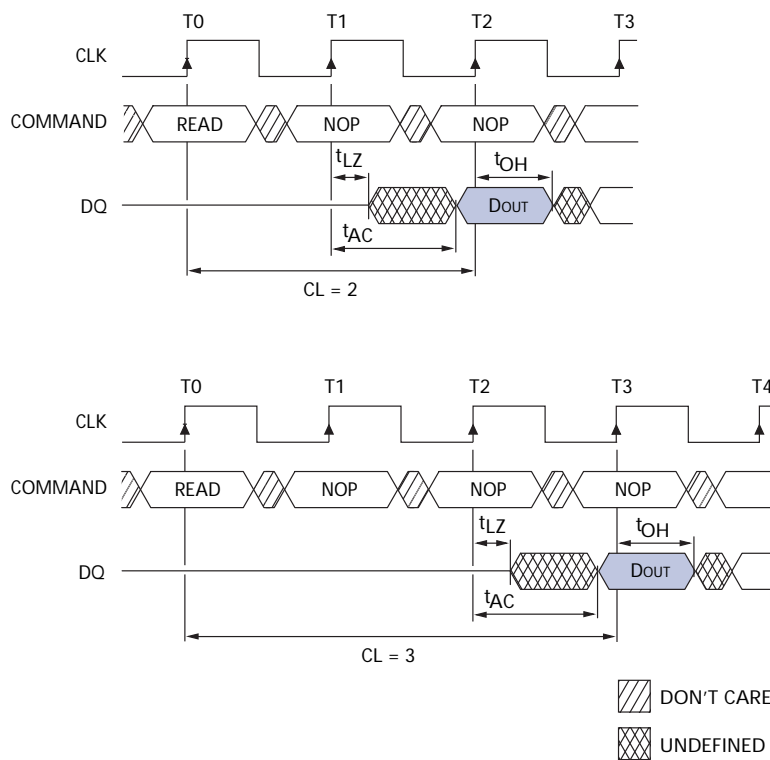 T0 T1 T2 T3
CLK
COMMAND READ NOP NOP
tLZ tOH
DQ DOUT
tAC
CL = 2
T0 T1 T2 T3 T4
CLK
COMMAND READ NOP NOP NOP
tLZ tOH
DQ DOUT
tAC
CL = 3
DON'T CARE
UNDEFINED